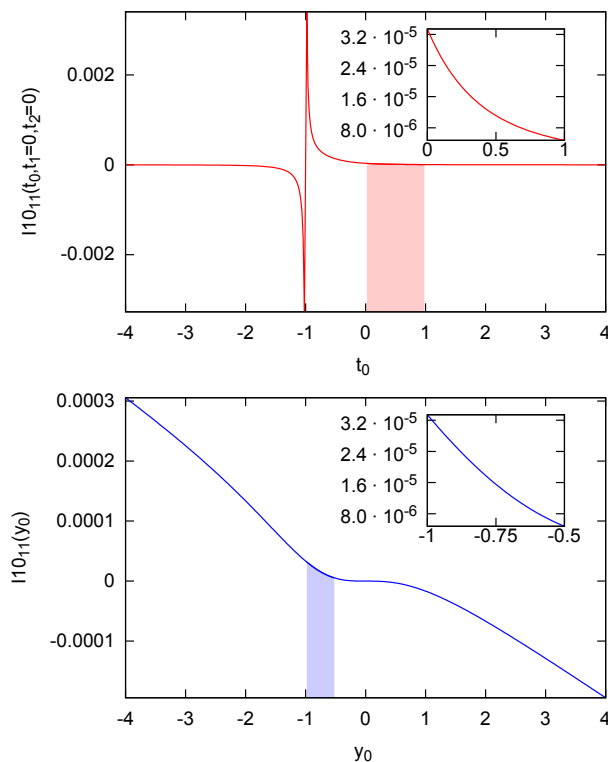 I10₁₁(t₀,t₁=0,t₂=0)
0.002
0
-0.002
-4 -3 -2 -1 0 1 2 3 4
t₀
3.2 · 10⁻⁵
2.4 · 10⁻⁵
1.6 · 10⁻⁵
8.0 · 10⁻⁶
0 0.5 1
I10₁₁(y₀)
0.0003
0.0002
0.0001
0
-0.0001
-4 -3 -2 -1 0 1 2 3 4
y₀
3.2 · 10⁻⁵
2.4 · 10⁻⁵
1.6 · 10⁻⁵
8.0 · 10⁻⁶
-1 -0.75 -0.5